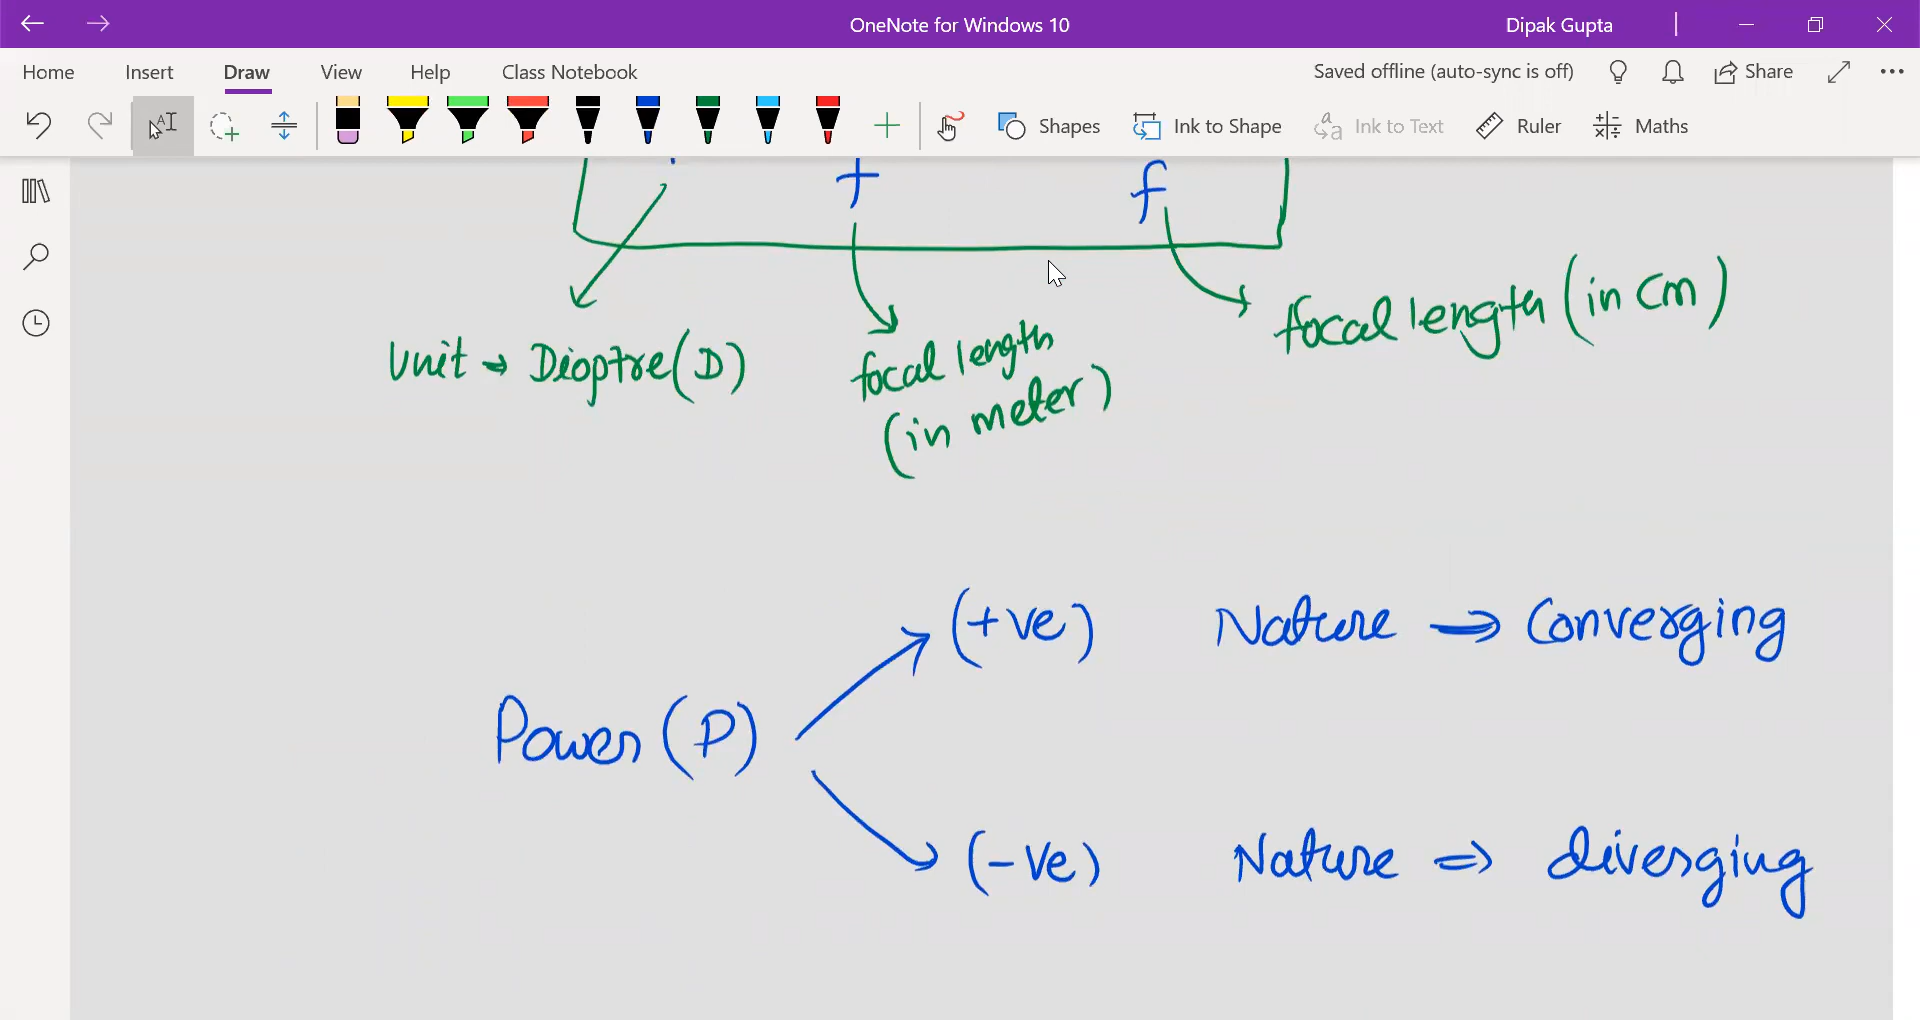 OneNote for Windows 10
Dipak Gupta
Home Insert Draw View Help Class Notebook
Saved offline (auto-sync is off) Share
Shapes Ink to Shape Ink to Text Ruler Maths
f f
focal length (in cm)
Unit → Dioptre (D)
focal length
(in meter)
(+ve) Nature → Converging
Power (P)
(-ve) Nature ⇒ diverging